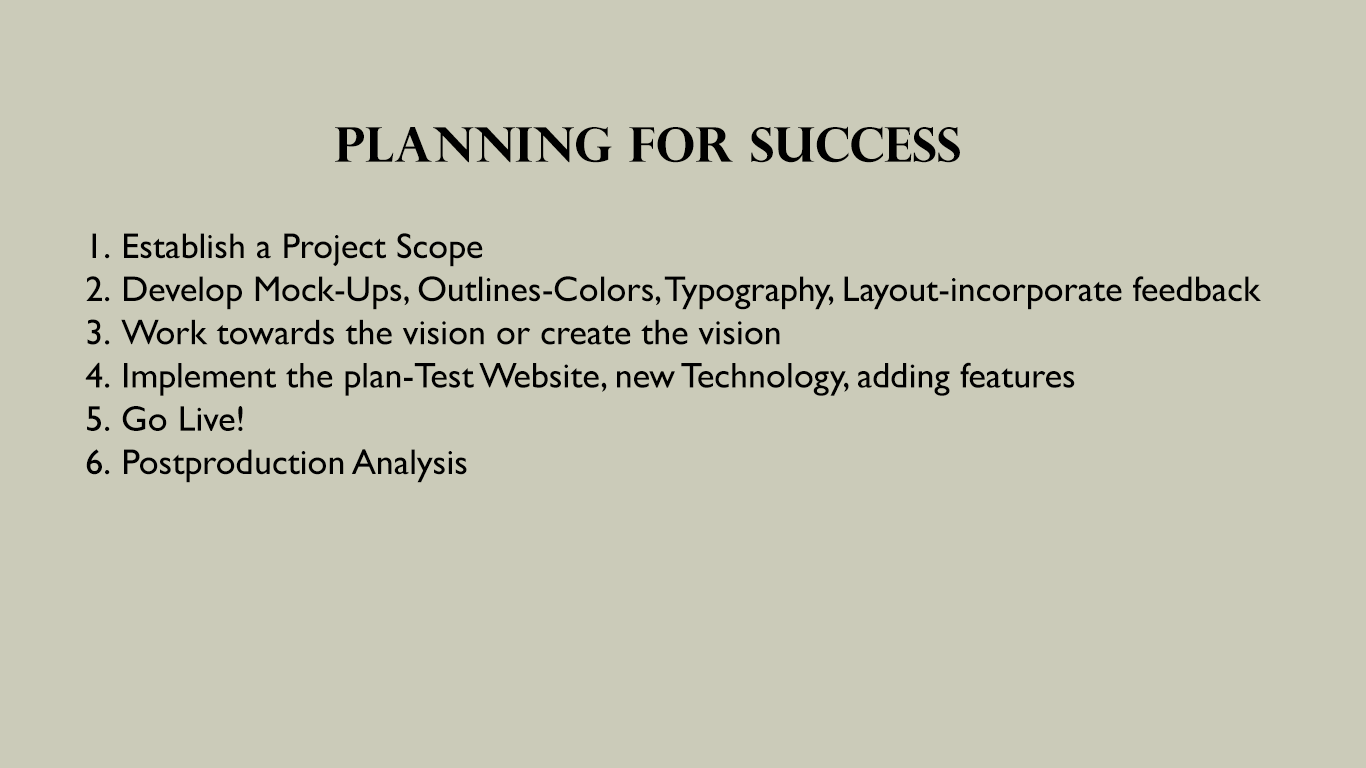 PLANNING FOR SUCCESS
1. Establish a Project Scope
2. Develop Mock-Ups, Outlines-Colors, Typography, Layout-incorporate feedback
3. Work towards the vision or create the vision
4. Implement the plan-Test Website, new Technology, adding features
5. Go Live!
6. Postproduction Analysis